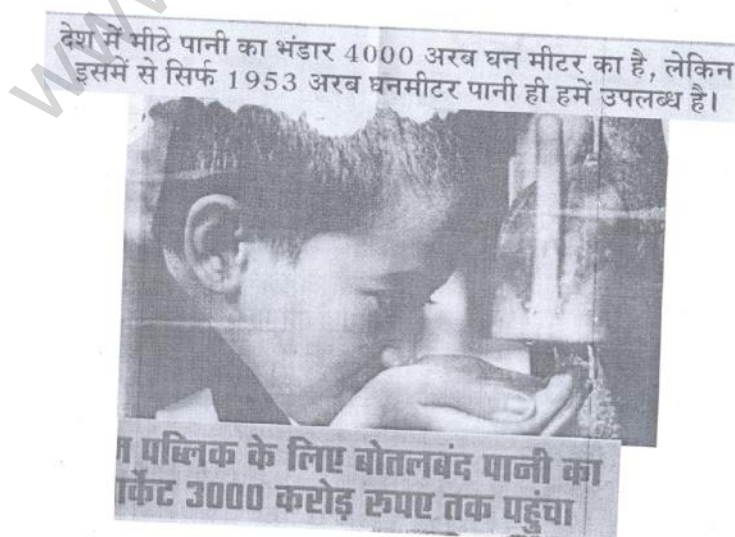 देश में मीठे पानी का भंडार 4000 अरब घन मीटर का है, लेकिन
इसमें से सिर्फ 1953 अरब घनमीटर पानी ही हमें उपलब्ध है।
पब्लिक के लिए बोतलबंद पानी का
3000 करोड़ रुपए तक पहुंचा